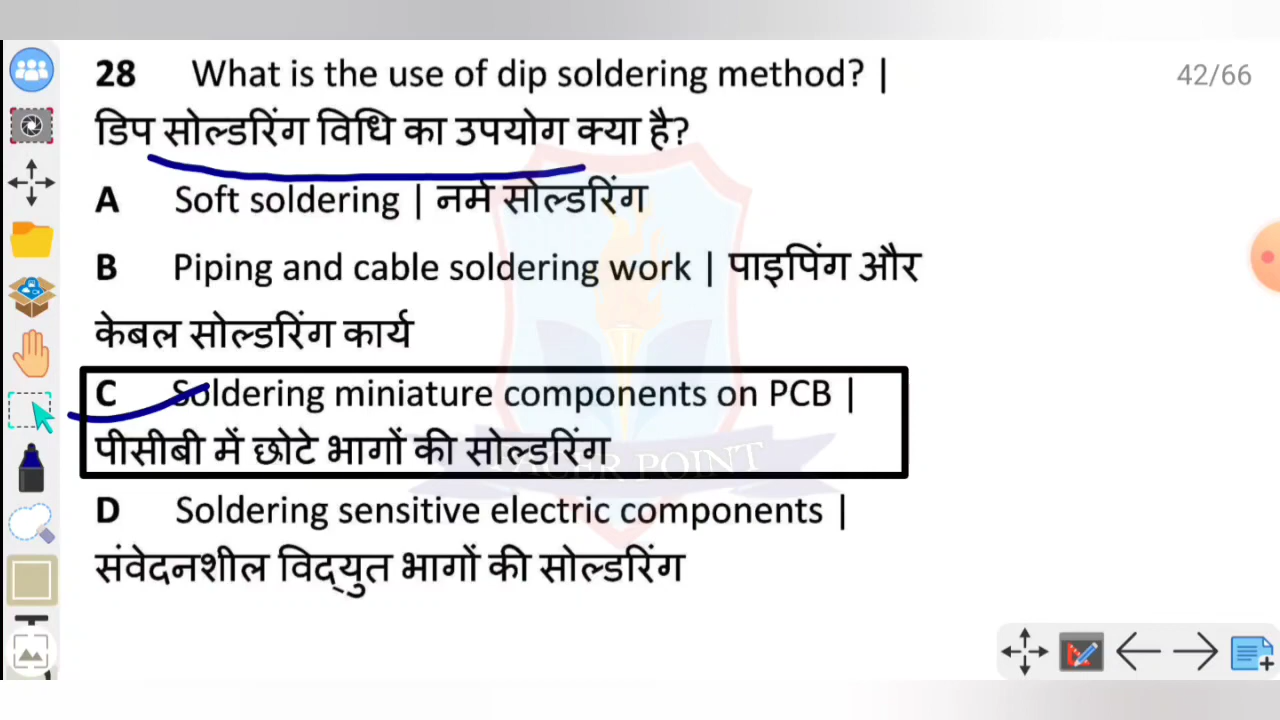 28 What is the use of dip soldering method? |
42/66
डिप सोल्डरिंग विधि का उपयोग क्या है?
A Soft soldering | नर्म सोल्डरिंग
B Piping and cable soldering work | पाइपिंग और
केबल सोल्डरिंग कार्य
C Soldering miniature components on PCB |
पीसीबी में छोटे भागों की सोल्डरिंग
POINT
D Soldering sensitive electric components |
संवेदनशील विद्युत भागों की सोल्डरिंग